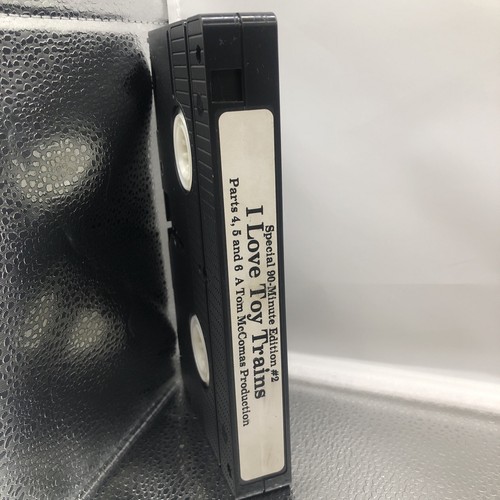 Special 90-Minute Edition #2
I Love Toy Trains
Parts 4, 5 and 6 A Tom McComas Production